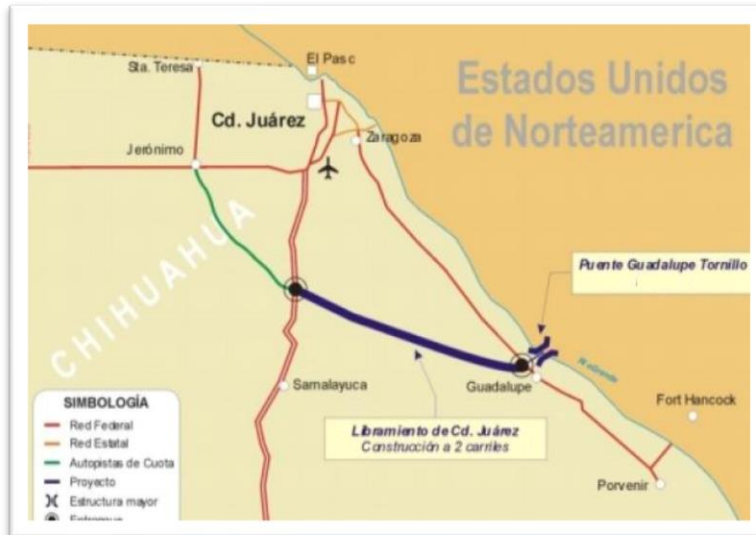 El Pasc
Sta. Teresa
Estados Unidos
de Norteamerica
Cd. Juárez
Zaragoza
Jerónimo
CHIHUAHUA
Puente Guadalupe Tornillo
Samalayuca
Guadalupe
Fort Hancock
Libramiento de Cd. Juárez
Construcción a 2 carriles
Porvenir
SIMBOLOGÍA
Red Federal
Red Estatal
Autopistas de Cuota
Proyecto
Estructura mayor